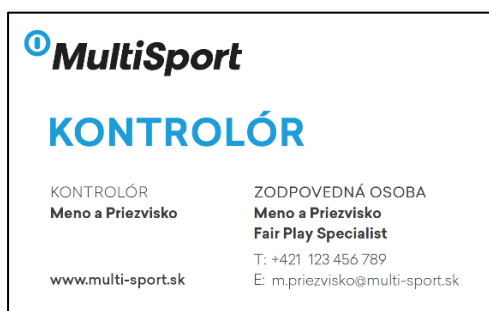 MultiSport
KONTROLÓR
KONTROLÓR
Meno a Priezvisko
www.multi-sport.sk
ZODPOVEDNÁ OSOBA
Meno a Priezvisko
Fair Play Specialist
T: +421 123 456 789
E: m.priezvisko@multi-sport.sk